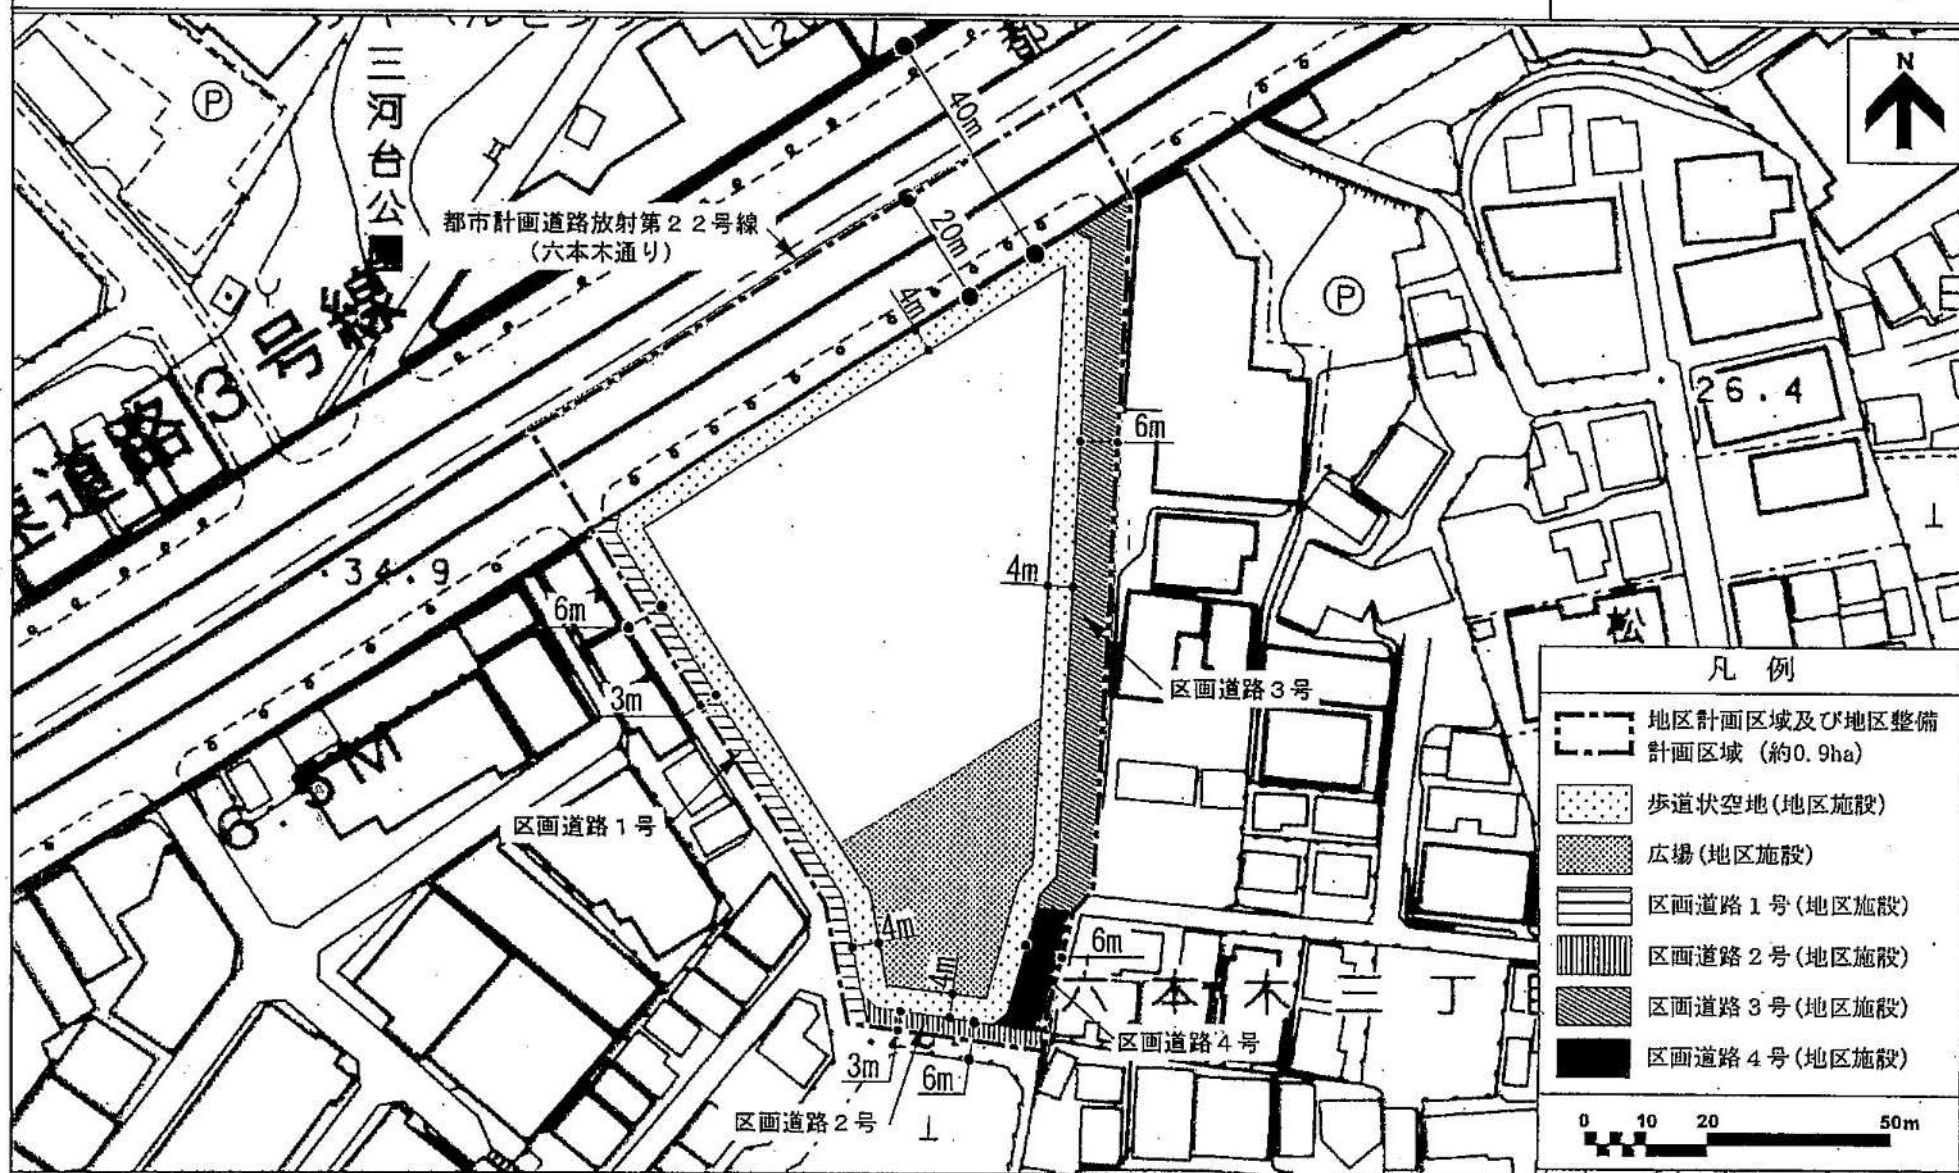 三河台公
N
P
40m
都市計画道路放射第22号線
(六本木通り)
20m
4m
P
号線
3
道路
26.4
6m
34.9
4m
6m
松
3m
区画道路3号
区画道路1号
4m
6m
4m
六本木三丁
区画道路4号
3m
6m
区画道路2号
凡例
地区計画区域及び地区整備
計画区域 (約0.9ha)
歩道状空地(地区施設)
広場(地区施設)
区画道路1号(地区施設)
区画道路2号(地区施設)
区画道路3号(地区施設)
区画道路4号(地区施設)
0 10 20 50m